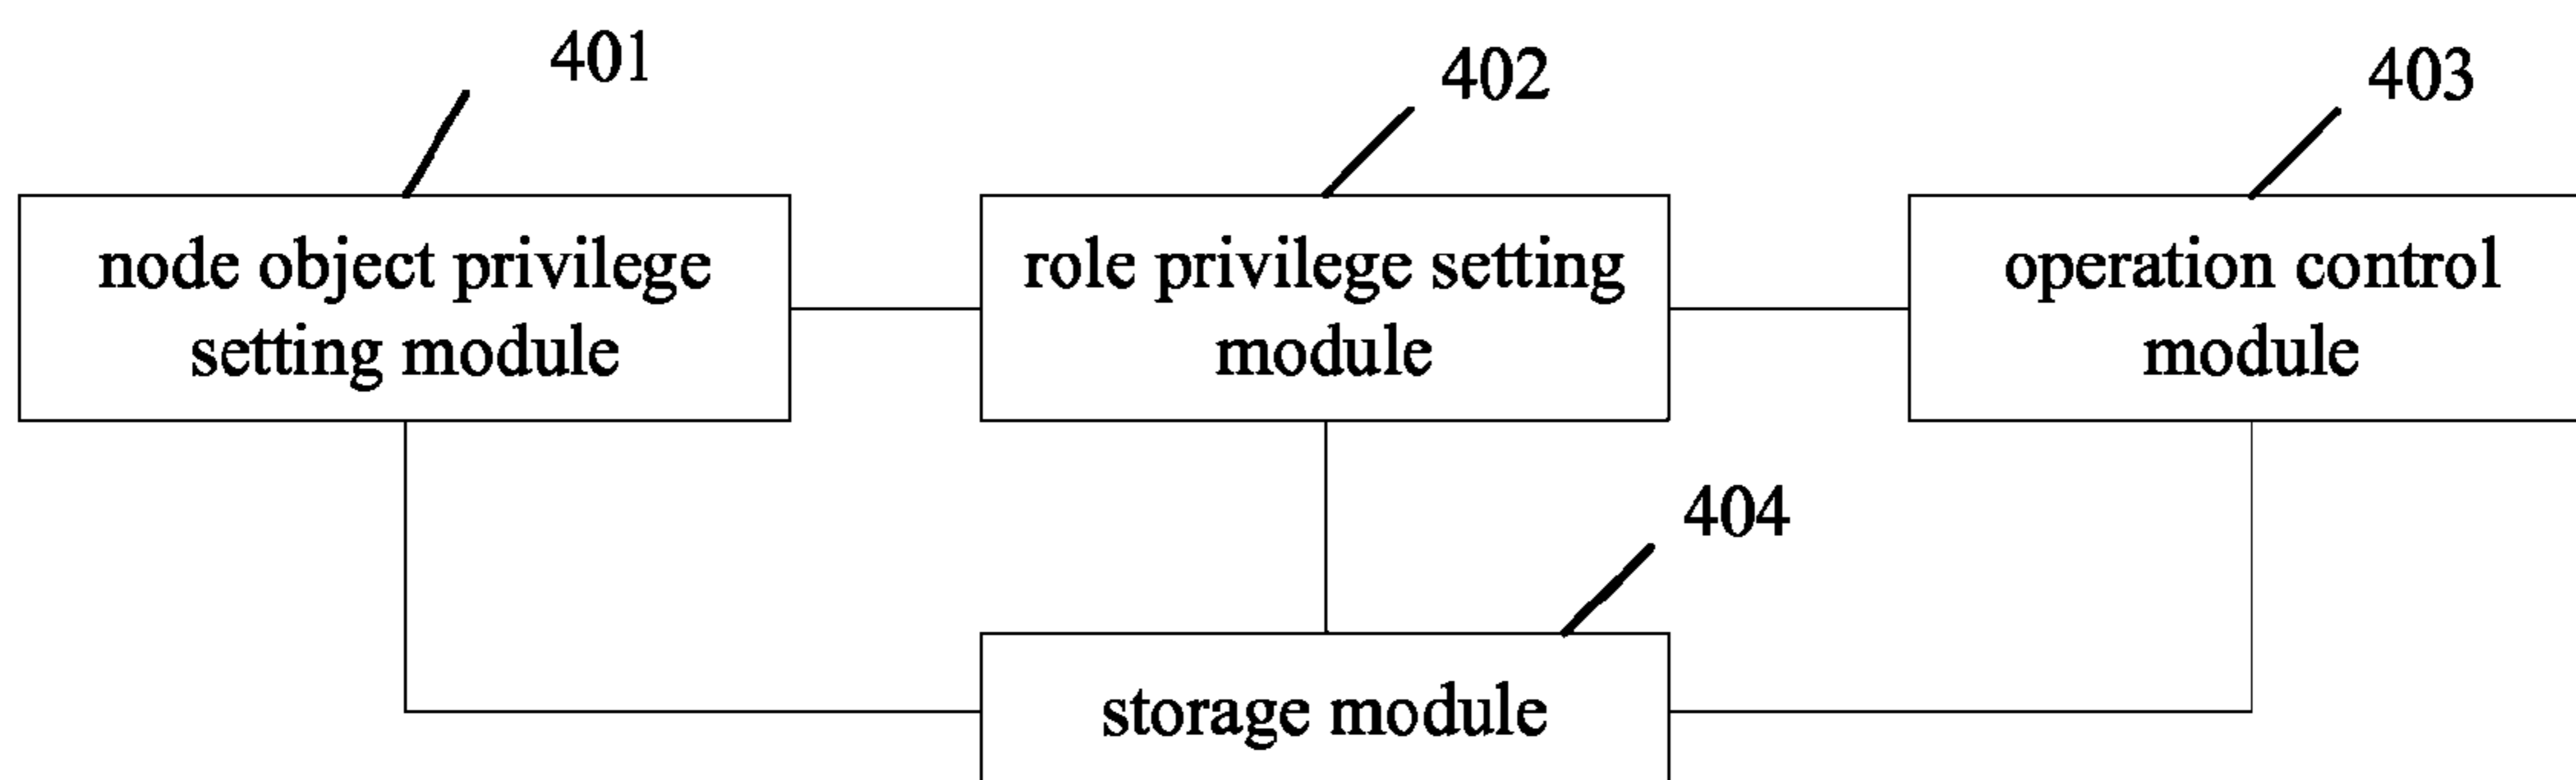 401
402
403
node object privilege
setting module
role privilege setting
module
operation control
module
404
storage module